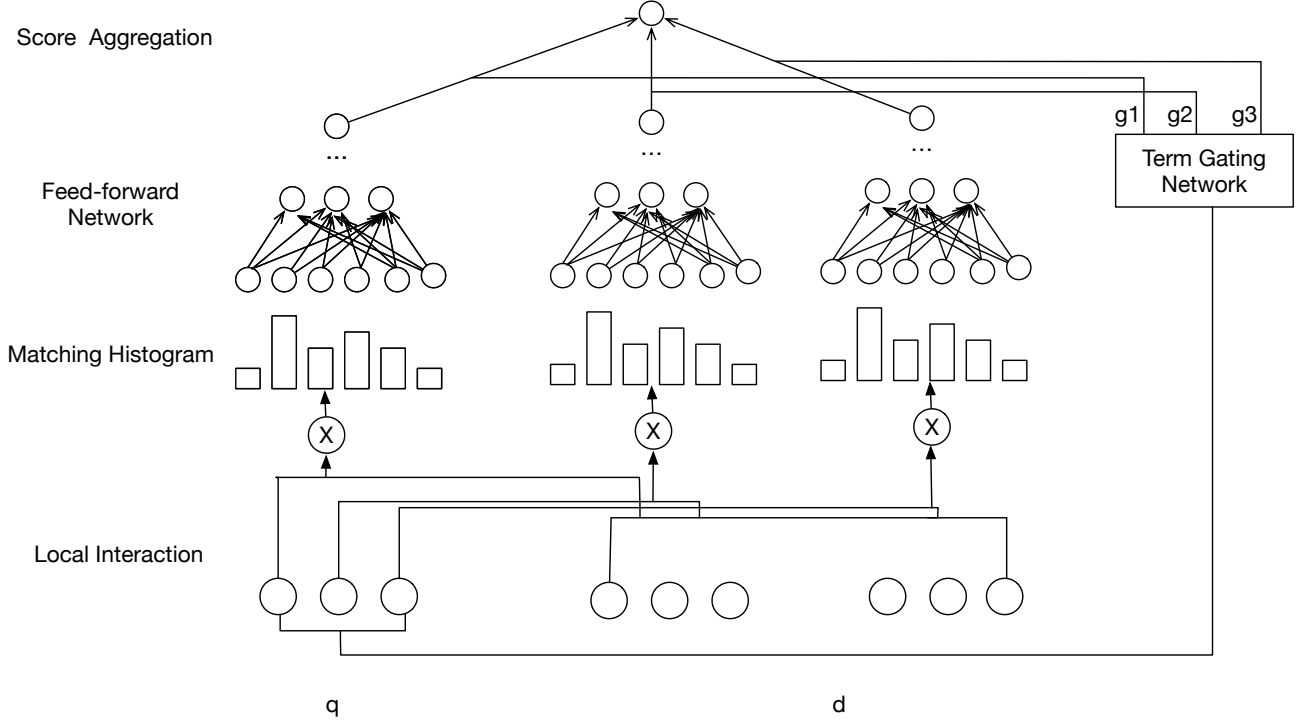 Score Aggregation
g1 g2 g3
... ... ...
Term Gating
Network
Feed-forward
Network
Matching Histogram
X X X
Local Interaction
q d